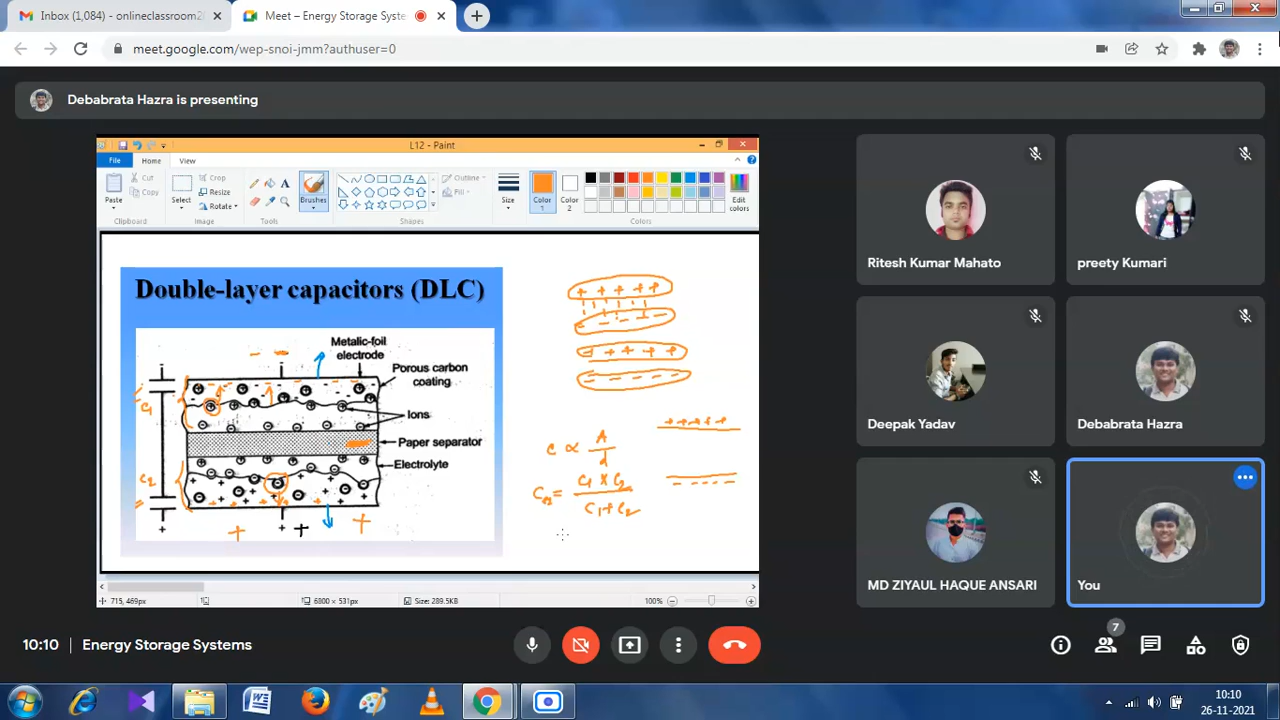 Inbox (1,084) - onlineclassroom2
Meet – Energy Storage Syste
meet.google.com/wep-snoi-jmm?authuser=0
Debabrata Hazra is presenting
L12 - Paint
File
Home
View
Paste
Cut
Copy
Clipboard
Select
Crop
Resize
Rotate
Image
Tools
Brushes
Shapes
Outline
Fill
Size
Color 1
Color 2
Edit colors
Colors
Double-layer capacitors (DLC)
Metalic-foil
electrode
Porous carbon
coating
Ions
Paper separator
Electrolyte
C1
C2
C ∝ A/d
= C1 × C2
C1+C2
715, 469px
6800 × 531px
Size: 289.5KB
100%
Ritesh Kumar Mahato
preety Kumari
Deepak Yadav
Debabrata Hazra
MD ZIYAUL HAQUE ANSARI
You
10:10
Energy Storage Systems
7
10:10
26-11-2021